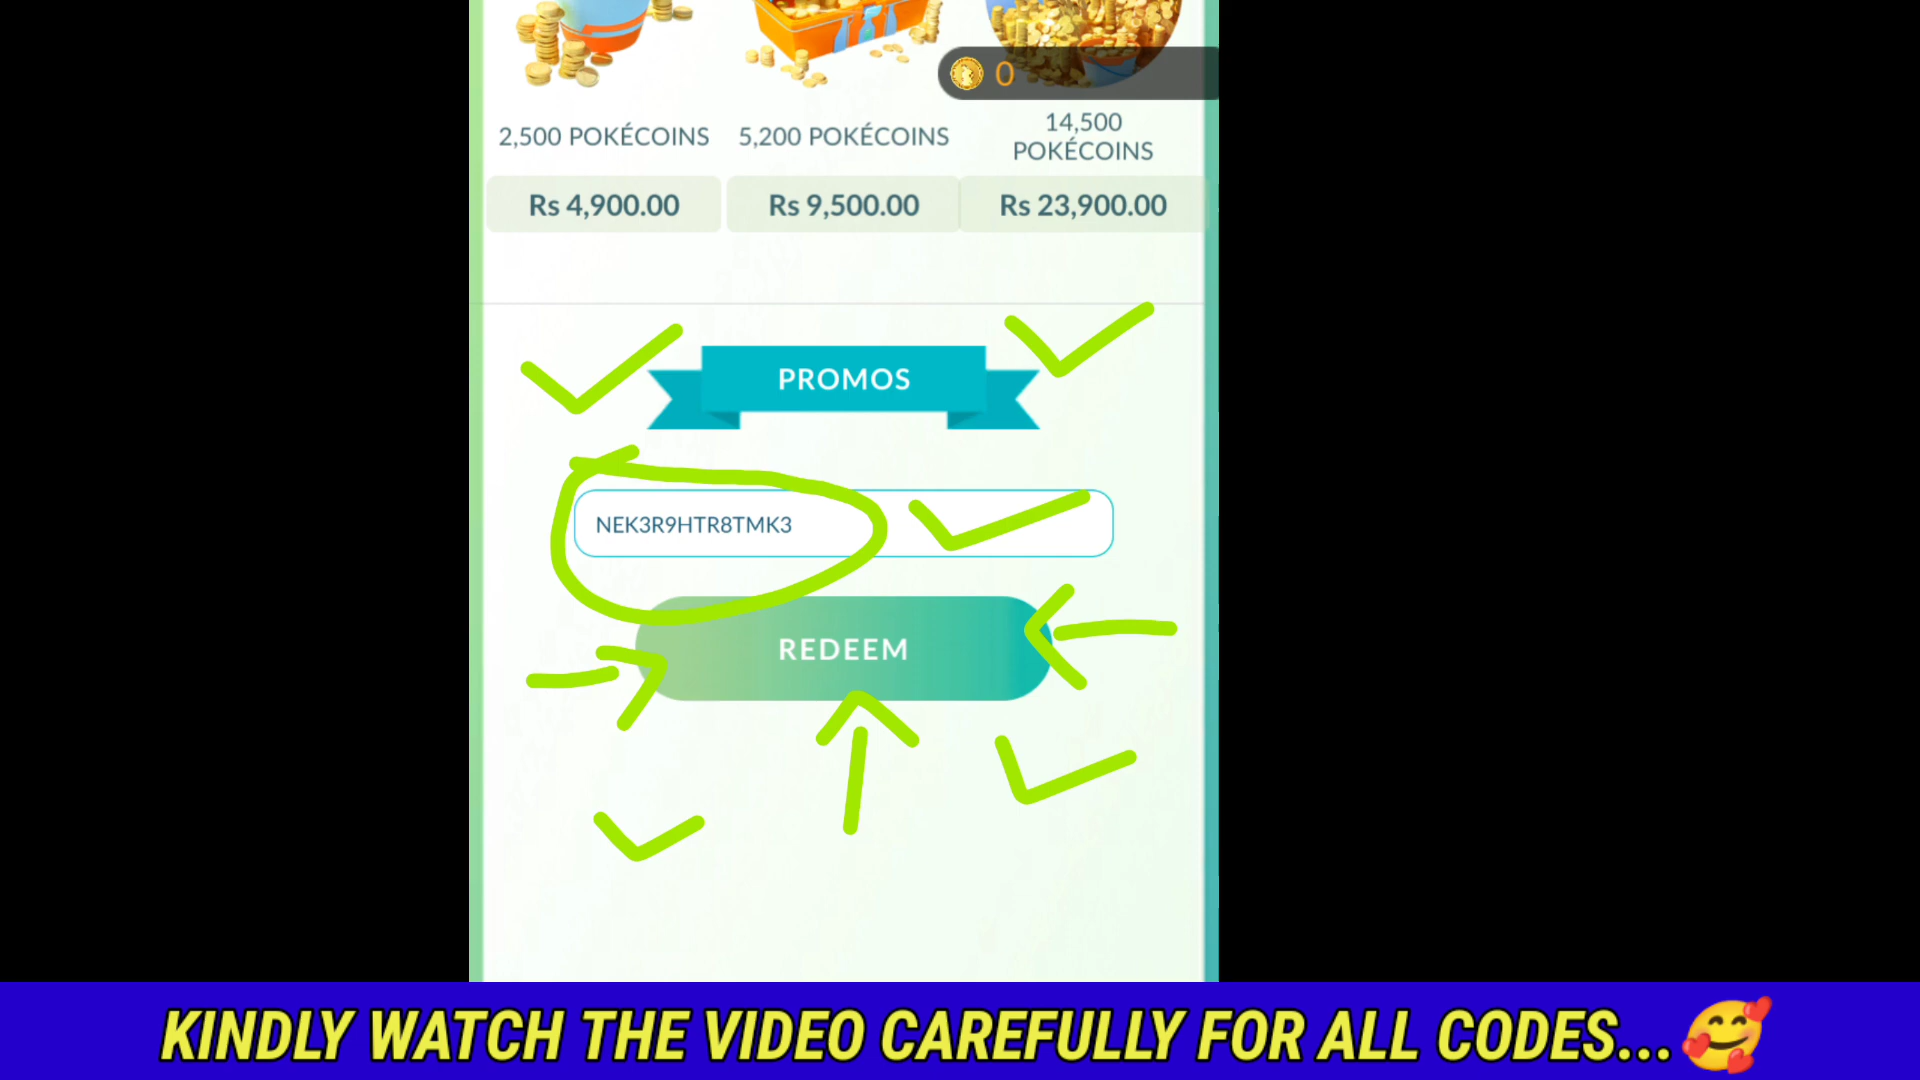 0
2,500 POKÉCOINS
5,200 POKÉCOINS
14,500
POKÉCOINS
Rs 4,900.00
Rs 9,500.00
Rs 23,900.00
PROMOS
NEK3R9HTR8TMK3
REDEEM
KINDLY WATCH THE VIDEO CAREFULLY FOR ALL CODES...🥰